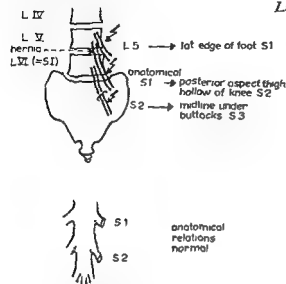 L
L IV
L V
hernia
L VI (=SI)
L 5 → lat edge of foot S1
anatomical
S1 → posterior aspect thigh
hollow of knee S2
S2 → midline under
buttocks S3
S1
S2
anatomical
relations
normal